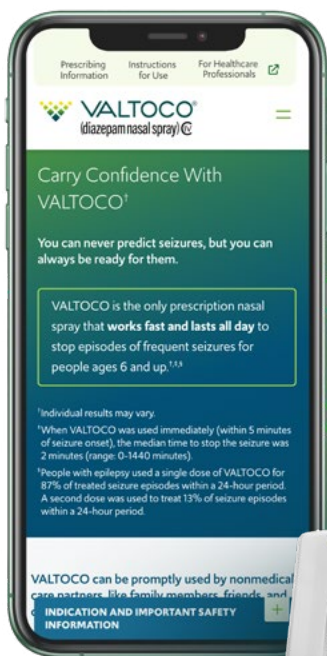 Prescribing Information
Instructions for Use
For Healthcare Professionals
VALTOCO®
(diazepam nasal spray) CIV
Carry Confidence With
VALTOCO†
You can never predict seizures, but you can
always be ready for them.
VALTOCO is the only prescription nasal
spray that works fast and lasts all day to
stop episodes of frequent seizures for
people ages 6 and up.†,‡,§
†Individual results may vary.
‡When VALTOCO was used immediately (within 5 minutes
of seizure onset), the median time to stop the seizure was
2 minutes (range: 0-1440 minutes).
§People with epilepsy used a single dose of VALTOCO for
87% of treated seizure episodes within a 24-hour period.
A second dose was used to treat 13% of seizure episodes
within a 24-hour period.
VALTOCO can be promptly used by nonmedical
care partners, like family members, friends, and
INDICATION AND IMPORTANT SAFETY
INFORMATION